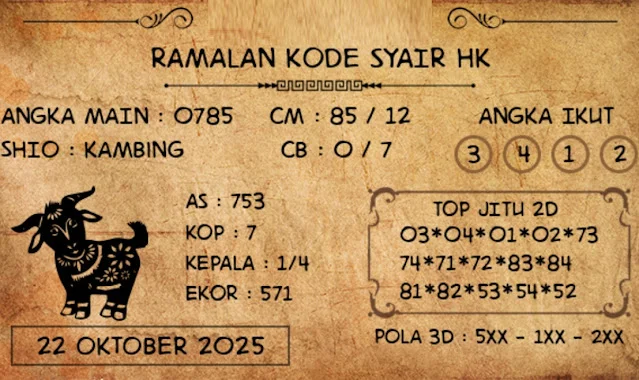 RAMALAN KODE SYAIR HK
ANGKA MAIN : 0785 CM : 85 / 12 ANGKA IKUT
SHIO : KAMBING CB : 0 / 7 3 4 1 2
AS : 753
KOP : 7
KEPALA : 1/4
EKOR : 571
TOP JITU 2D
03*04*01*02*73
74*71*72*83*84
81*82*53*54*52
22 OKTOBER 2025
POLA 3D : 5XX - 1XX - 2XX